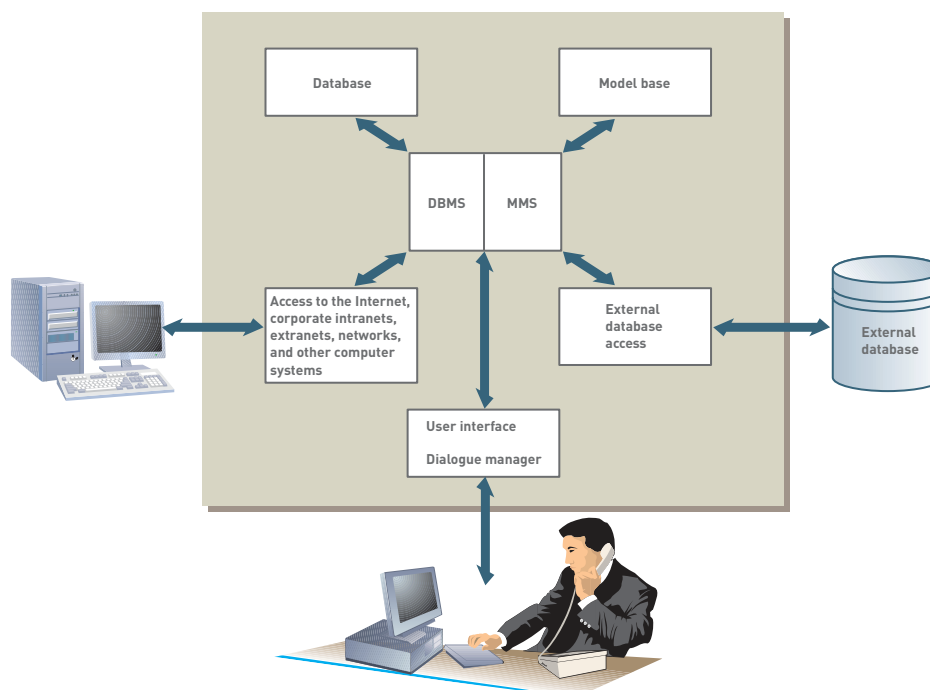 Database
Model base
DBMS
MMS
Access to the Internet,
corporate intranets,
extranets, networks,
and other computer
systems
External
database
access
External
database
User interface
Dialogue manager